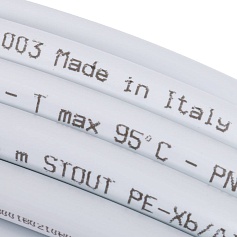 003 Made in Italy
- T max 95°C - PN
m STOUT PE-Xb/A